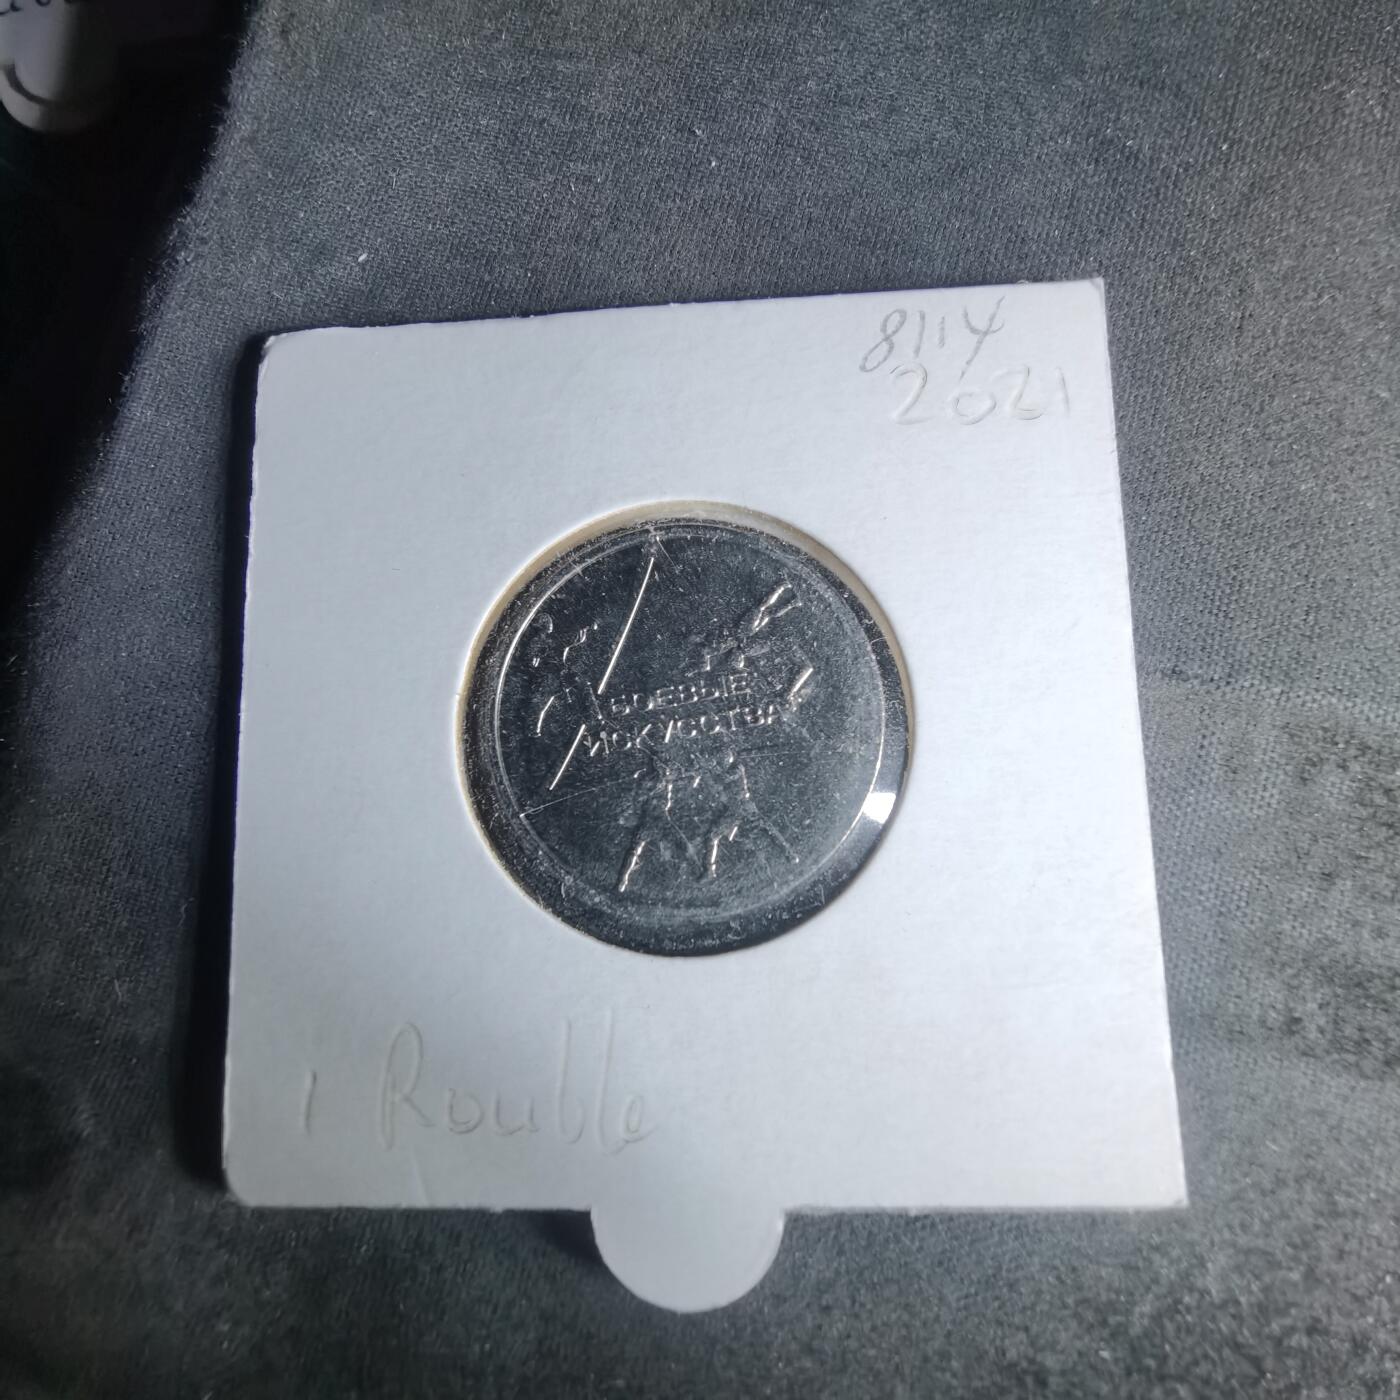 8114
2021
БОЕВЫЕ
ИСКУССТВА
1 Rouble